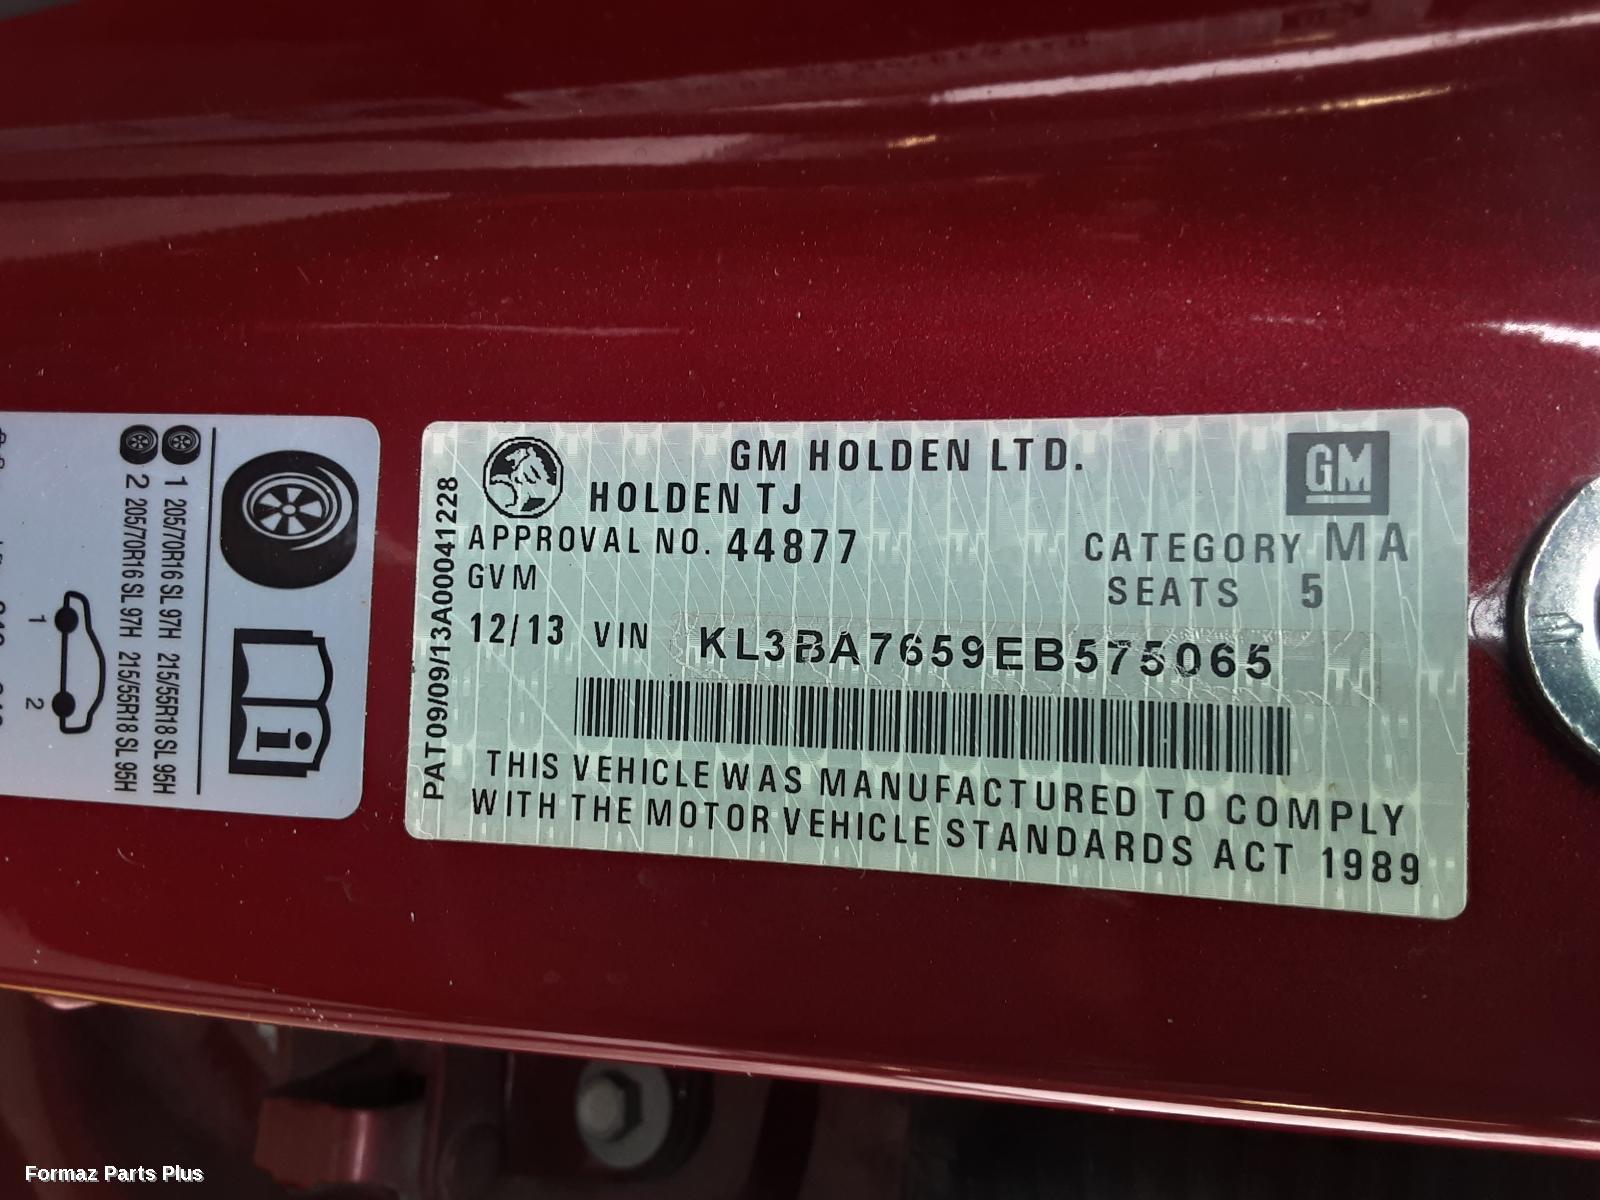 GM HOLDEN LTD.
GM
HOLDEN TJ
APPROVAL NO. 44877
CATEGORY MA
GVM
SEATS 5
12/13 VIN KL3BA7659EB575065
THIS VEHICLE WAS MANUFACTURED TO COMPLY
WITH THE MOTOR VEHICLE STANDARDS ACT 1989
PAT09/09/13A00041228
1 205/70R16 SL 97H 215/55R18 SL 95H
2 205/70R16 SL 97H 215/55R18 SL 95H
i
1
2
Formaz Parts Plus